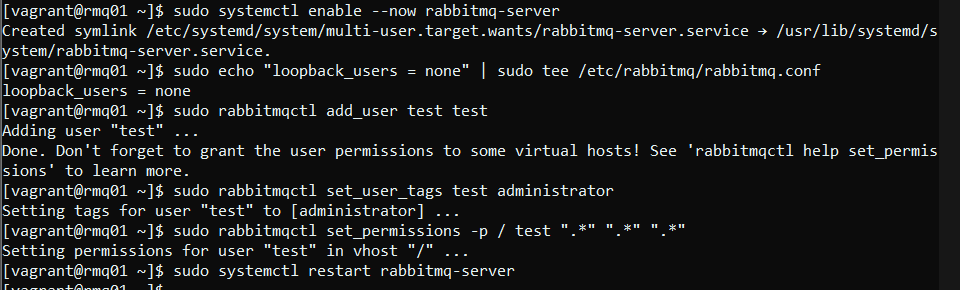 [vagrant@rmq01 ~]$ sudo systemctl enable --now rabbitmq-server
Created symlink /etc/systemd/system/multi-user.target.wants/rabbitmq-server.service → /usr/lib/systemd/s
ystem/rabbitmq-server.service.
[vagrant@rmq01 ~]$ sudo echo "loopback_users = none" | sudo tee /etc/rabbitmq/rabbitmq.conf
loopback_users = none
[vagrant@rmq01 ~]$ sudo rabbitmqctl add_user test test
Adding user "test" ...
Done. Don't forget to grant the user permissions to some virtual hosts! See 'rabbitmqctl help set_permis
sions' to learn more.
[vagrant@rmq01 ~]$ sudo rabbitmqctl set_user_tags test administrator
Setting tags for user "test" to [administrator] ...
[vagrant@rmq01 ~]$ sudo rabbitmqctl set_permissions -p / test ".*" ".*" ".*"
Setting permissions for user "test" in vhost "/" ...
[vagrant@rmq01 ~]$ sudo systemctl restart rabbitmq-server
[vagrant@rmq01 ~]$